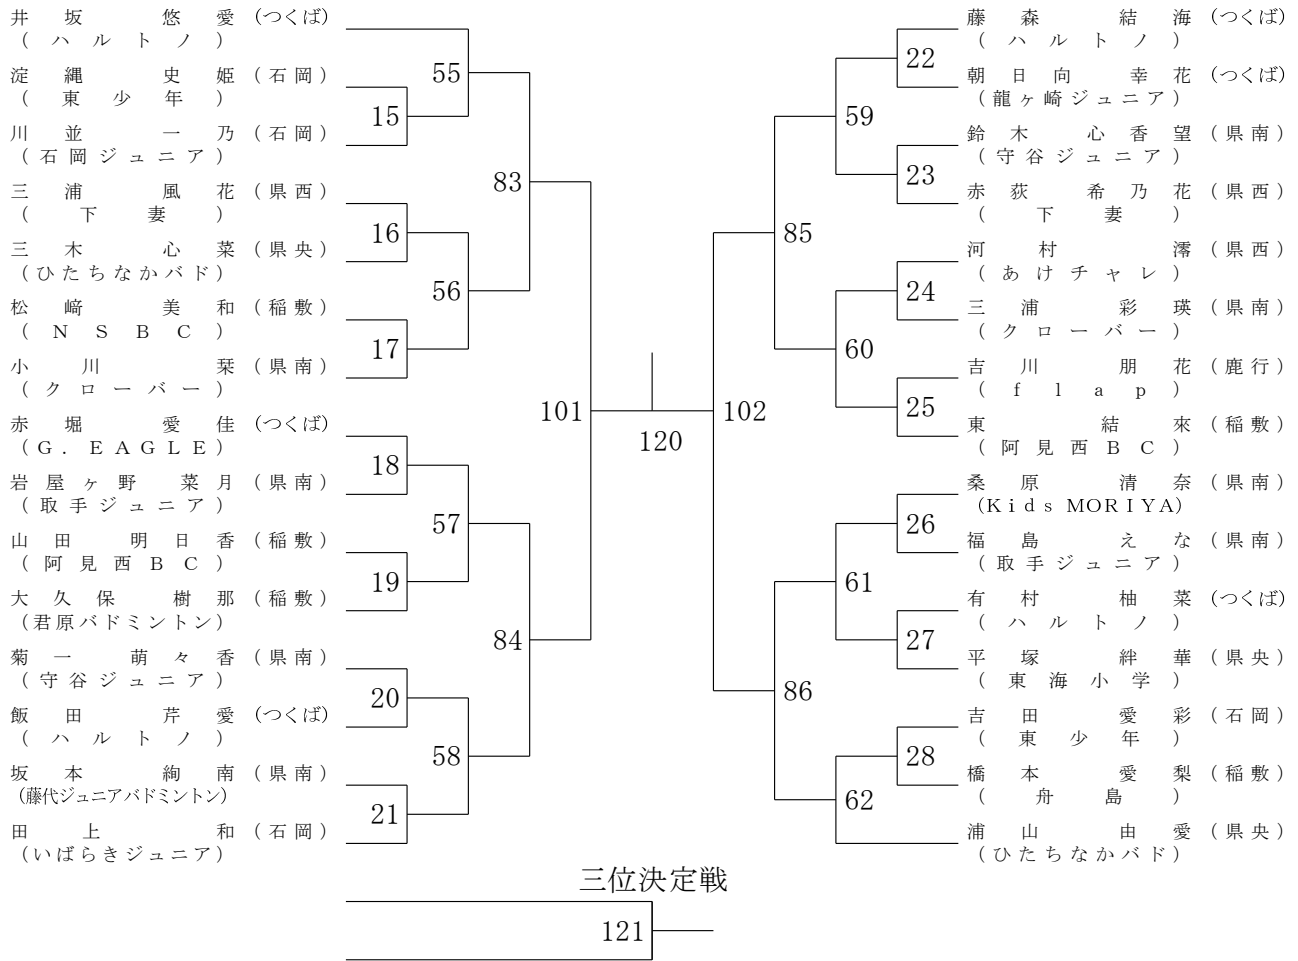 井坂 悠愛 (つくば)
(ハルトノ)
淀縄 史姫 (石岡)
(東少年)
川並 一乃 (石岡)
(石岡ジュニア)
三浦 風花 (県西)
(下妻)
三木 心菜 (県央)
(ひたちなかバド)
松﨑 美和 (稲敷)
(NSBC)
小川 栞 (県南)
(クローバー)
赤堀 愛佳 (つくば)
(G.EAGLE)
岩屋ヶ野 菜月 (県南)
(取手ジュニア)
山田 明日香 (稲敷)
(阿見西BC)
大久保 樹那 (稲敷)
(君原バドミントン)
菊一 萌々香 (県南)
(守谷ジュニア)
飯田 芹愛 (つくば)
(ハルトノ)
坂本 絢南 (県南)
(藤代ジュニアバドミントン)
田上 和 (石岡)
(いばらきジュニア)
55
15
83
16
56
17
101
18
57
19
84
20
58
21
120
102
22
59
23
85
24
60
25
26
61
27
86
28
62
藤森 結海 (つくば)
(ハルトノ)
朝日向 幸花 (つくば)
(龍ヶ崎ジュニア)
鈴木 心香望 (県南)
(守谷ジュニア)
赤荻 希乃花 (県西)
(下妻)
河村 澪 (県西)
(あけチャレ)
三浦 彩瑛 (県南)
(クローバー)
吉川 朋花 (鹿行)
(flap)
東 結來 (稲敷)
(阿見西BC)
桑原 清奈 (県南)
(Kids MORIYA)
福島 えな (県南)
(取手ジュニア)
有村 柚菜 (つくば)
(ハルトノ)
平塚 絆華 (県央)
(東海小学)
吉田 愛彩 (石岡)
(東少年)
橋本 愛梨 (稲敷)
(舟島)
浦山 由愛 (県央)
(ひたちなかバド)
三位決定戦
121